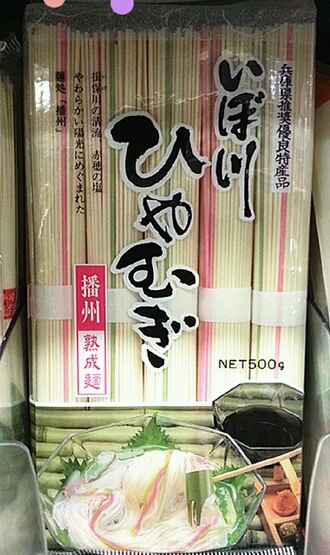 兵庫県推奨優良特産品
いぼ川
ひやむぎ
揖保川の清流、赤穂の塩
やわらかい陽光にめぐまれた
麺処「播州」
播州
熟成麺
NET500g